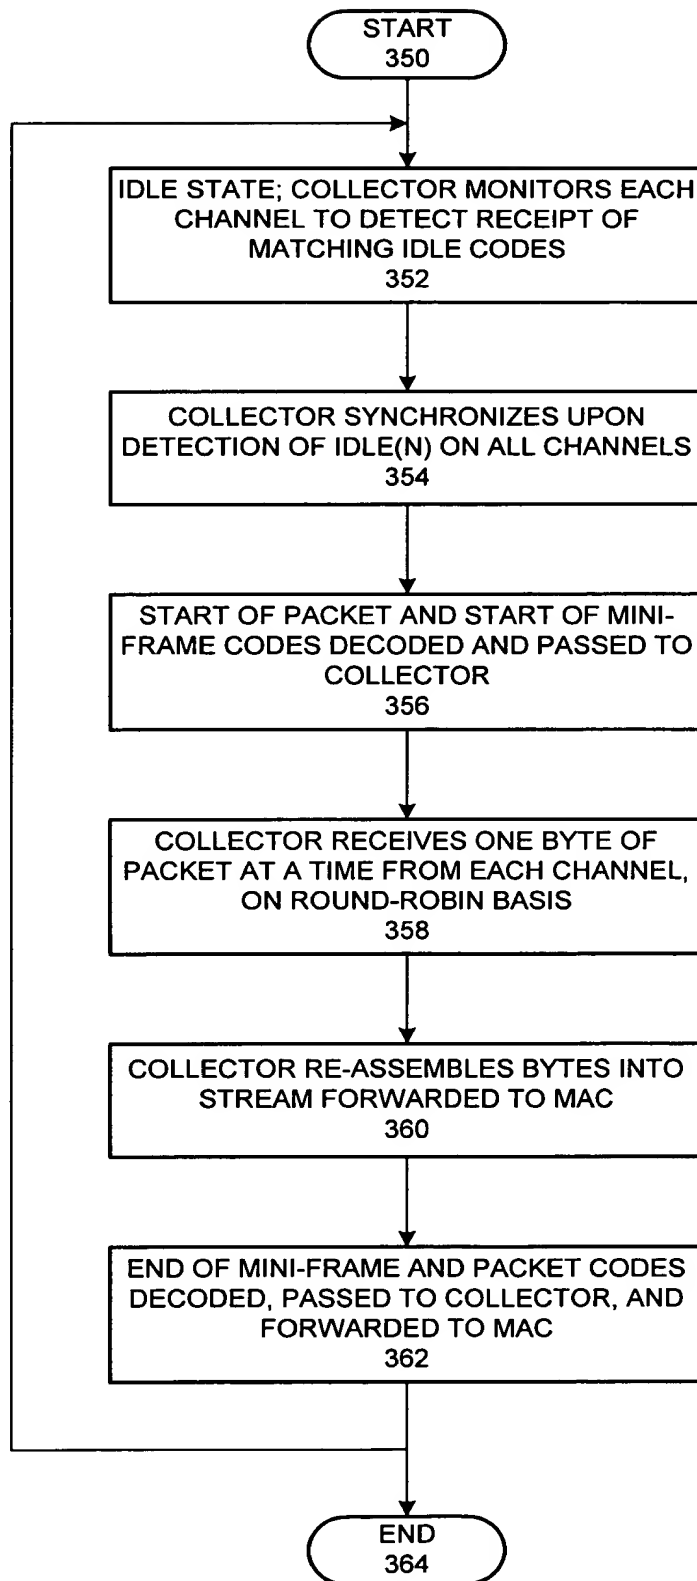 START
350
IDLE STATE; COLLECTOR MONITORS EACH
CHANNEL TO DETECT RECEIPT OF
MATCHING IDLE CODES
352
COLLECTOR SYNCHRONIZES UPON
DETECTION OF IDLE(N) ON ALL CHANNELS
354
START OF PACKET AND START OF MINI-
FRAME CODES DECODED AND PASSED TO
COLLECTOR
356
COLLECTOR RECEIVES ONE BYTE OF
PACKET AT A TIME FROM EACH CHANNEL,
ON ROUND-ROBIN BASIS
358
COLLECTOR RE-ASSEMBLES BYTES INTO
STREAM FORWARDED TO MAC
360
END OF MINI-FRAME AND PACKET CODES
DECODED, PASSED TO COLLECTOR, AND
FORWARDED TO MAC
362
END
364